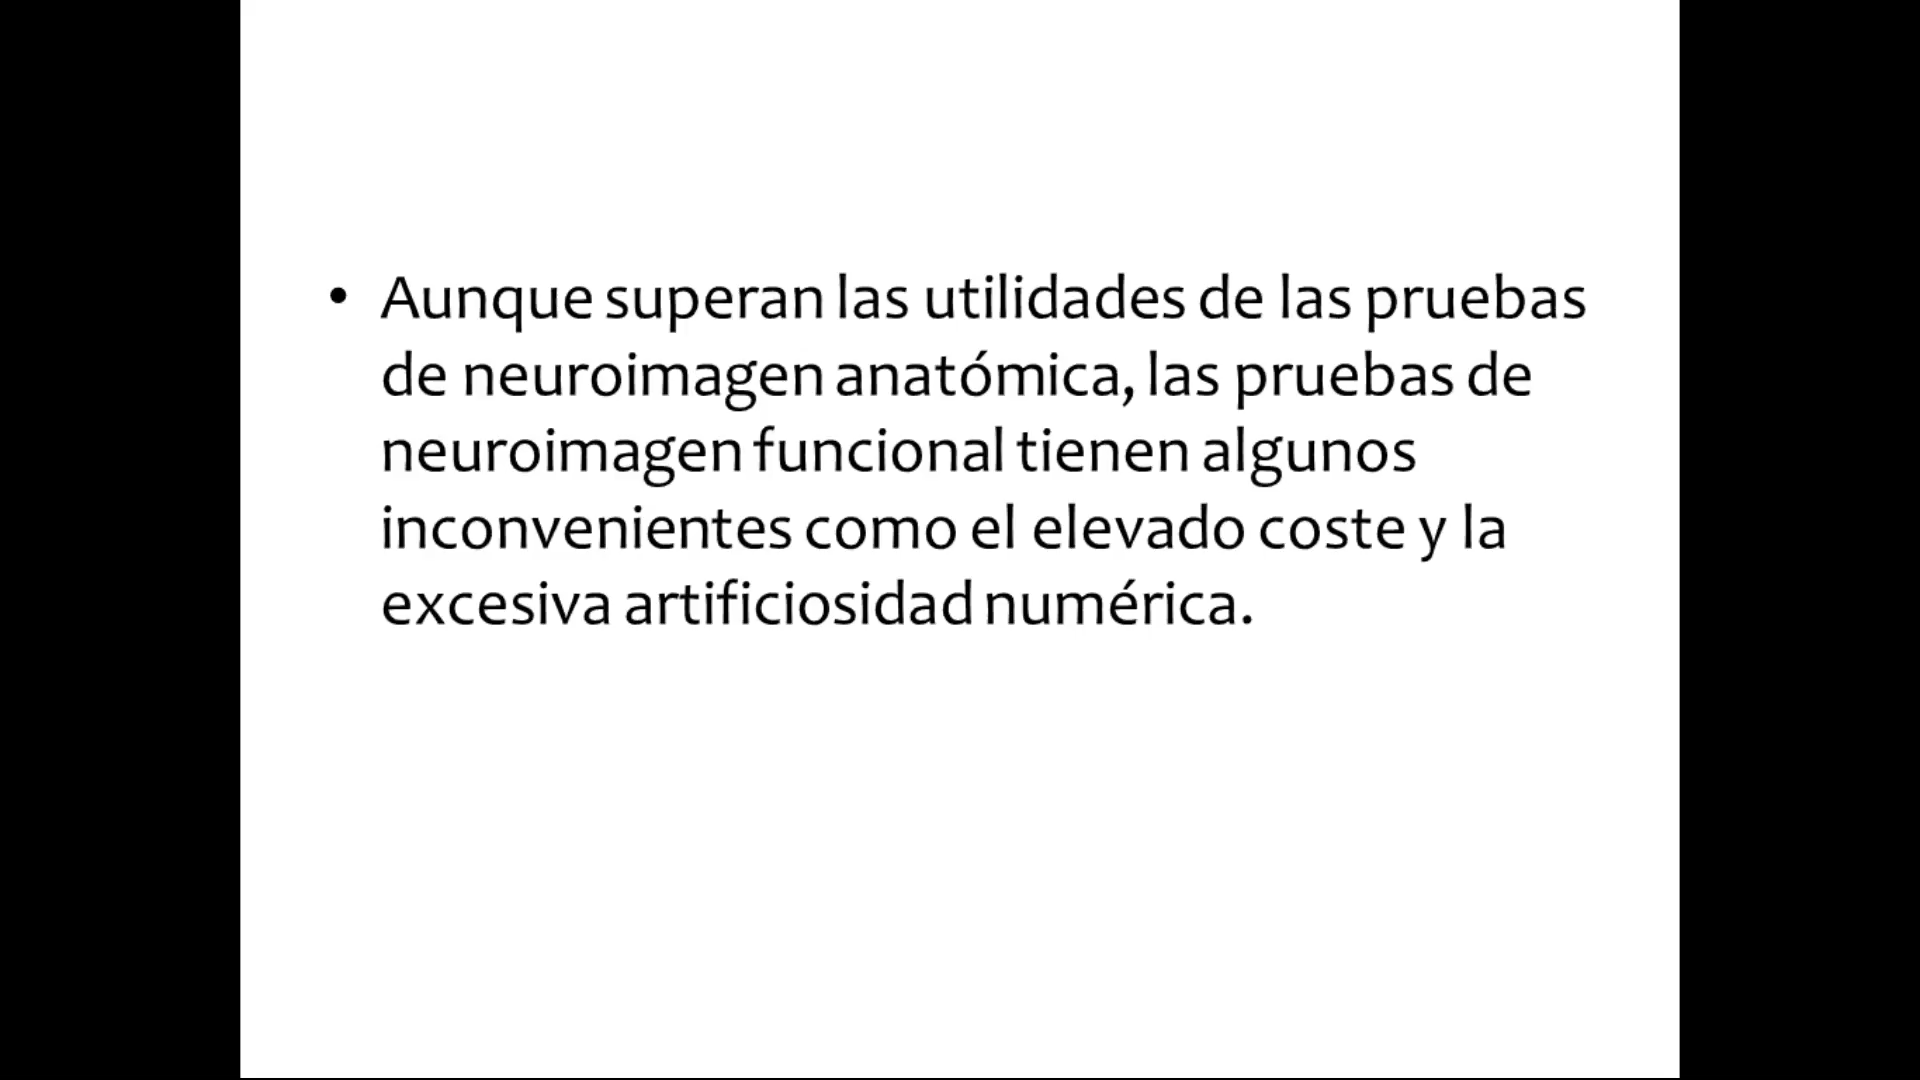 • Aunque superan las utilidades de las pruebas
de neuroimagen anatómica, las pruebas de
neuroimagen funcional tienen algunos
inconvenientes como el elevado coste y la
excesiva artificiosidad numérica.